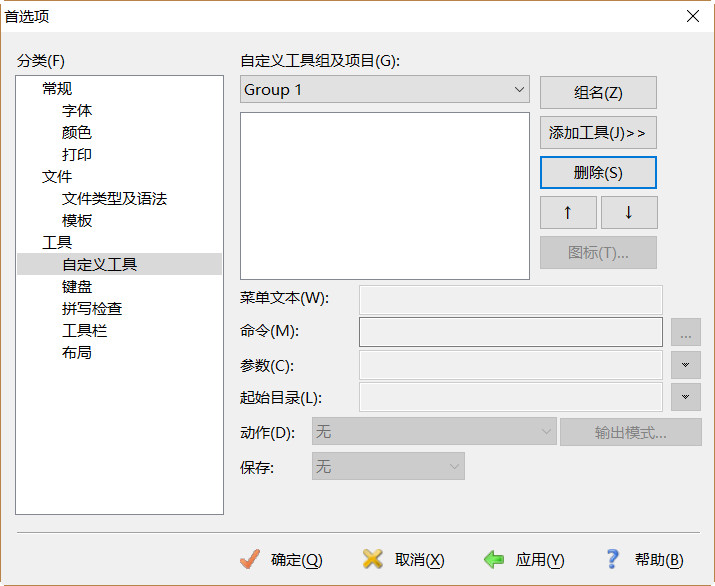 首选项
分类(F)
常规
字体
颜色
打印
文件
文件类型及语法
模板
工具
自定义工具
键盘
拼写检查
工具栏
布局
自定义工具组及项目(G):
Group 1
组名(Z)
添加工具(J)>>
删除(S)
↑ ↓
图标(T)...
菜单文本(W):
命令(M):
...
参数(C):
起始目录(L):
动作(D): 无 输出模式...
保存: 无
确定(Q) 取消(X) 应用(Y) 帮助(B)